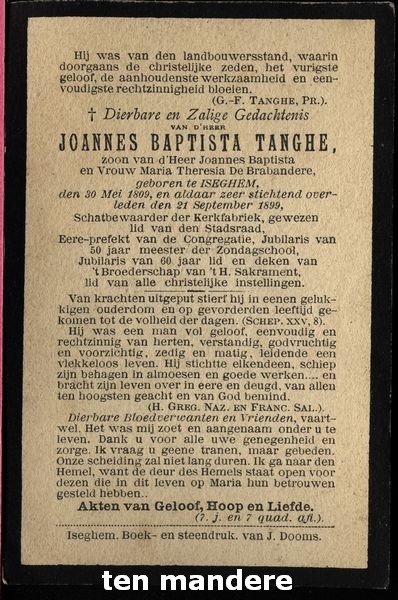 Hij was van den landbouwersstand, waarin
doorgaans de christelijke zeden, het vurigste
geloof, de aanhoudenste werkzaamheid en een-
voudigste rechtzinnigheid bloeien.
(G.-F. TANGHE, PR.).
† Dierbare en Zalige Gedachtenis
VAN D'HEER
JOANNES BAPTISTA TANGHE,
zoon van d'Heer Joannes Baptista
en Vrouw Maria Theresia De Brabandere,
geboren te ISEGHEM,
den 30 Mei 1809, en aldaar zeer stichtend over-
leden den 21 September 1899,
Schatbewaarder der Kerkfabriek, gewezen
lid van den Stadsraad,
Eere-prefekt van de Congregatie, Jubilaris van
50 jaar meester der Zondagschool,
Jubilaris van 60 jaar lid en deken van
't Broederschap van 't H. Sakrament,
lid van alle christelijke instellingen.
Van krachten uitgeput stierf hij in eenen geluk-
kigen ouderdom en op gevorderden leeftijd ge-
komen tot de volheid der dagen. (SCHEP. XXV, 8).
Hij was een man vol geloof, eenvoudig en
rechtzinnig van herten, verstandig, godvruchtig
en voorzichtig, zedig en matig, leidende een
vlekkeloos leven. Hij stichtte elkendeen, schiep
zijn behagen in almoesen en goede werken.... en
bracht zijn leven over in eere en deugd, van allen
ten hoogsten geacht en van God bemind.
(H. GREG. NAZ. EN FRANC. SAL.).
Dierbare Bloedverwanten en Vrienden, vaart-
wel. Het was mij zoet en aangenaam onder u te
leven. Dank u voor alle uwe genegenheid en
zorge. Ik vraag u geene tranen, maar gebeden.
Onze scheiding zal niet lang duren. Ik ga naar den
Hemel, want de deur des Hemels staat open voor
dezen die in dit leven op Maria hun betrouwen
gesteld hebben..
Akten van Geloof, Hoop en Liefde.
(7. j. en 7 quad. afl.).
Iseghem. Boek- en steendruk. van J. Dooms.
ten mandere